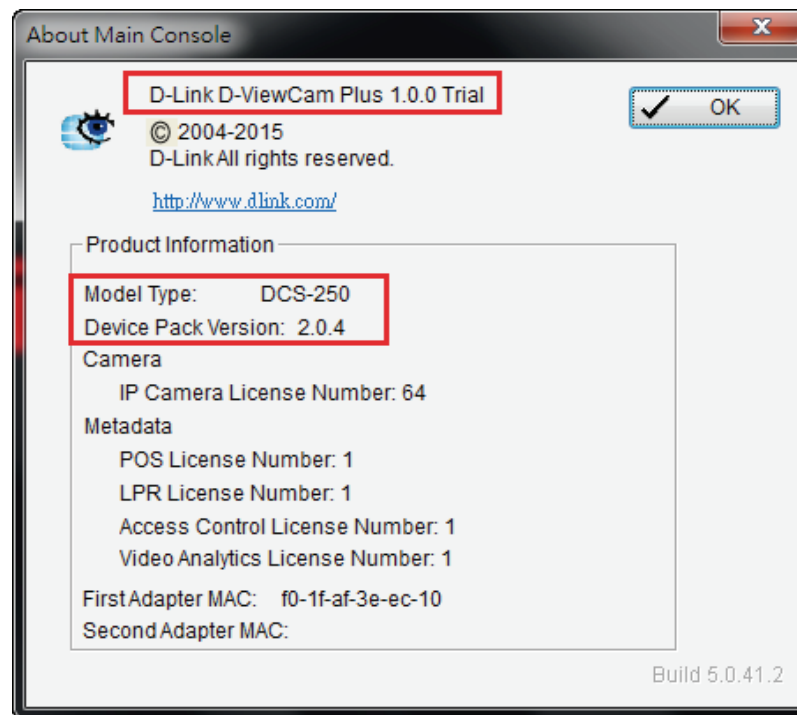 About Main Console
D-Link D-ViewCam Plus 1.0.0 Trial
OK
© 2004-2015
D-Link All rights reserved.
http://www.dlink.com/
Product Information
Model Type: DCS-250
Device Pack Version: 2.0.4
Camera
IP Camera License Number: 64
Metadata
POS License Number: 1
LPR License Number: 1
Access Control License Number: 1
Video Analytics License Number: 1
First Adapter MAC: f0-1f-af-3e-ec-10
Second Adapter MAC:
Build 5.0.41.2